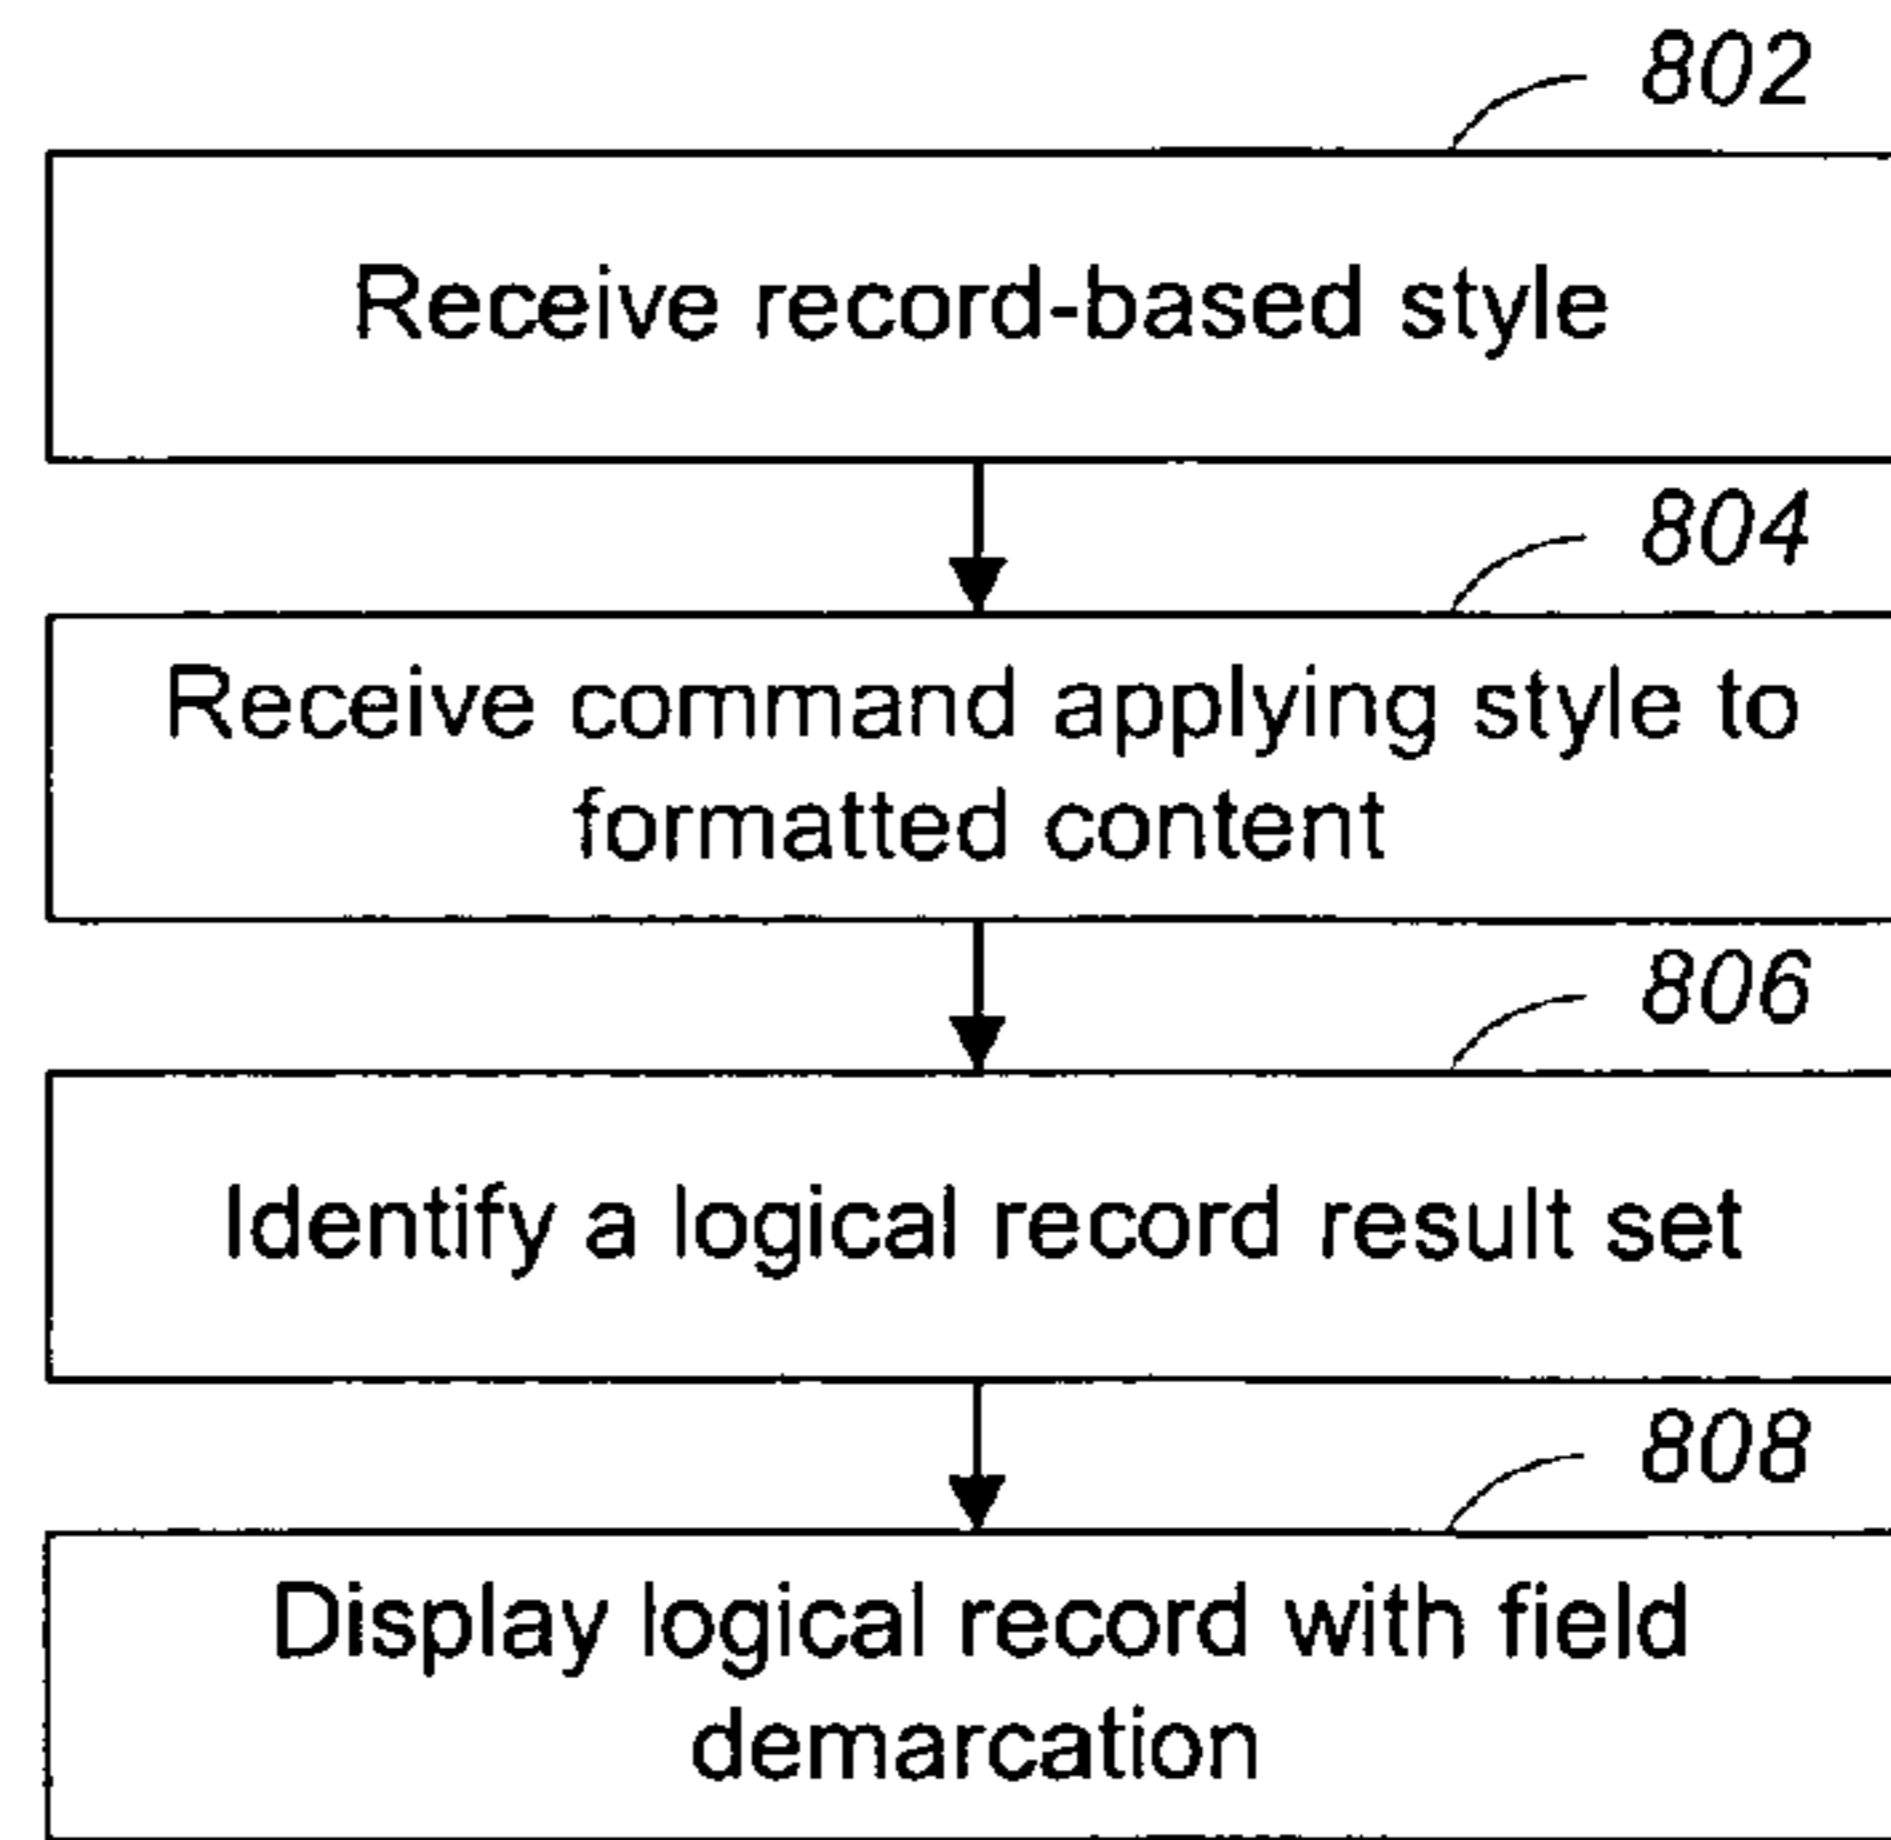 802
Receive record-based style
804
Receive command applying style to
formatted content
806
Identify a logical record result set
808
Display logical record with field
demarcation